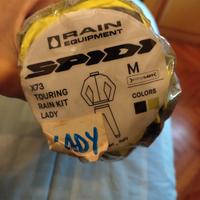 RAIN
EQUIPMENT
SPIDI
X73
TOURING
RAIN KIT
LADY
M
COLORS
LADY